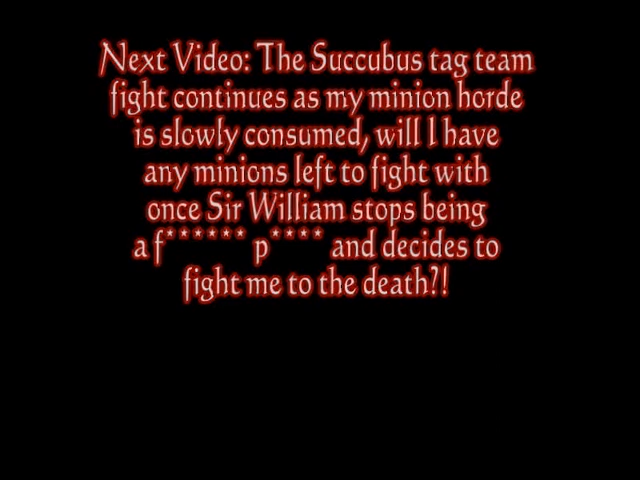 Next Video: The Succubus tag team
fight continues as my minion horde
is slowly consumed, will I have
any minions left to fight with
once Sir William stops being
a f****** p**** and decides to
fight me to the death?!